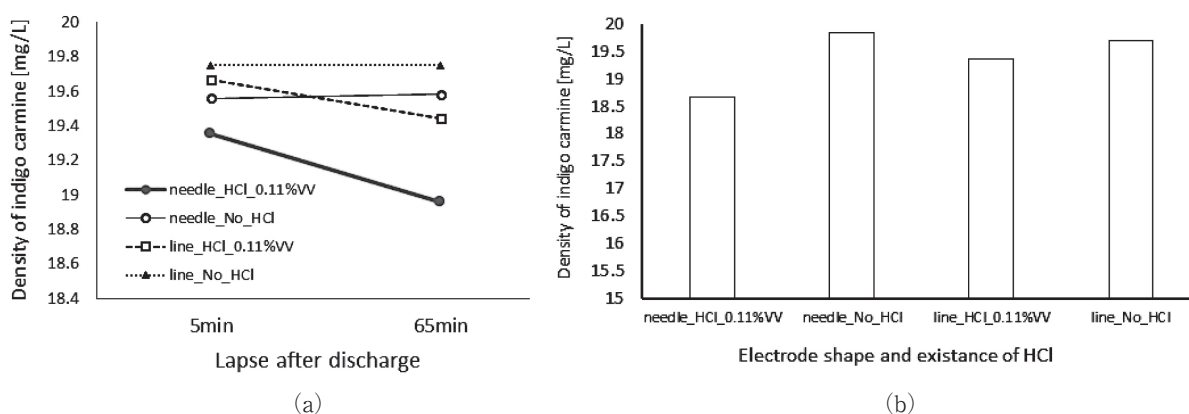 Density of indigo carmine [mg/L]
20
19.8
19.6
19.4
19.2
19
18.8
18.6
18.4
needle_HCl_0.11%VV
needle_No_HCl
line_HCl_0.11%VV
line_No_HCl
5min 65min
Lapse after discharge
(a)
Density of indigo carmine [mg/L]
20
19.5
19
18.5
18
17.5
17
16.5
16
15.5
15
needle_HCl_0.11%VV needle_No_HCl line_HCl_0.11%VV line_No_HCl
Electrode shape and existance of HCl
(b)